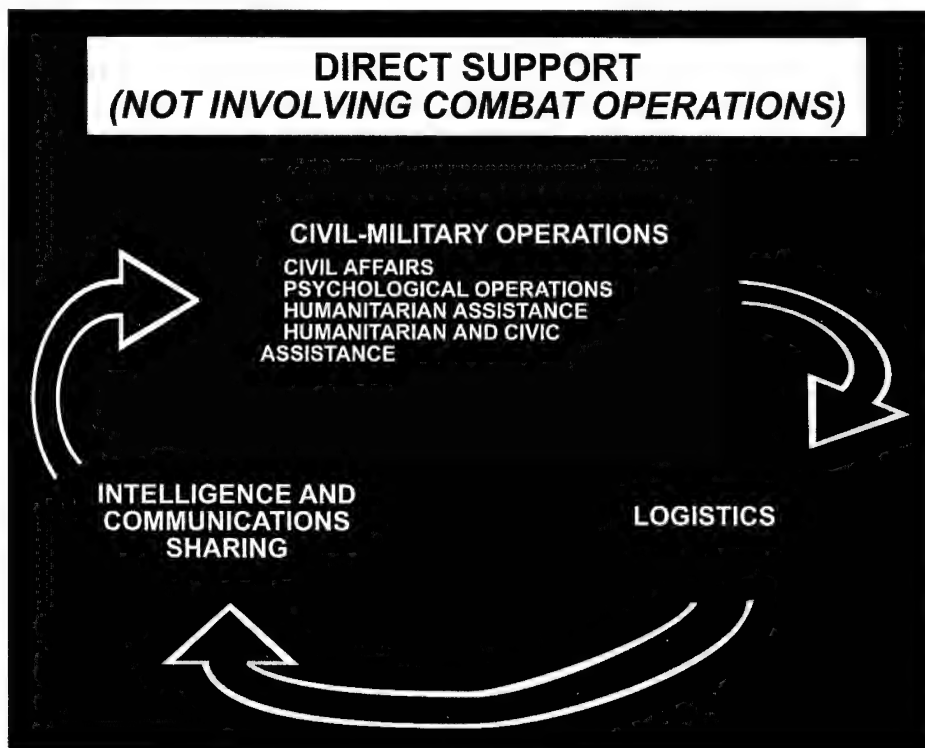 DIRECT SUPPORT
(NOT INVOLVING COMBAT OPERATIONS)
CIVIL-MILITARY OPERATIONS
CIVIL AFFAIRS
PSYCHOLOGICAL OPERATIONS
HUMANITARIAN ASSISTANCE
HUMANITARIAN AND CIVIC
ASSISTANCE
INTELLIGENCE AND
COMMUNICATIONS
SHARING
LOGISTICS